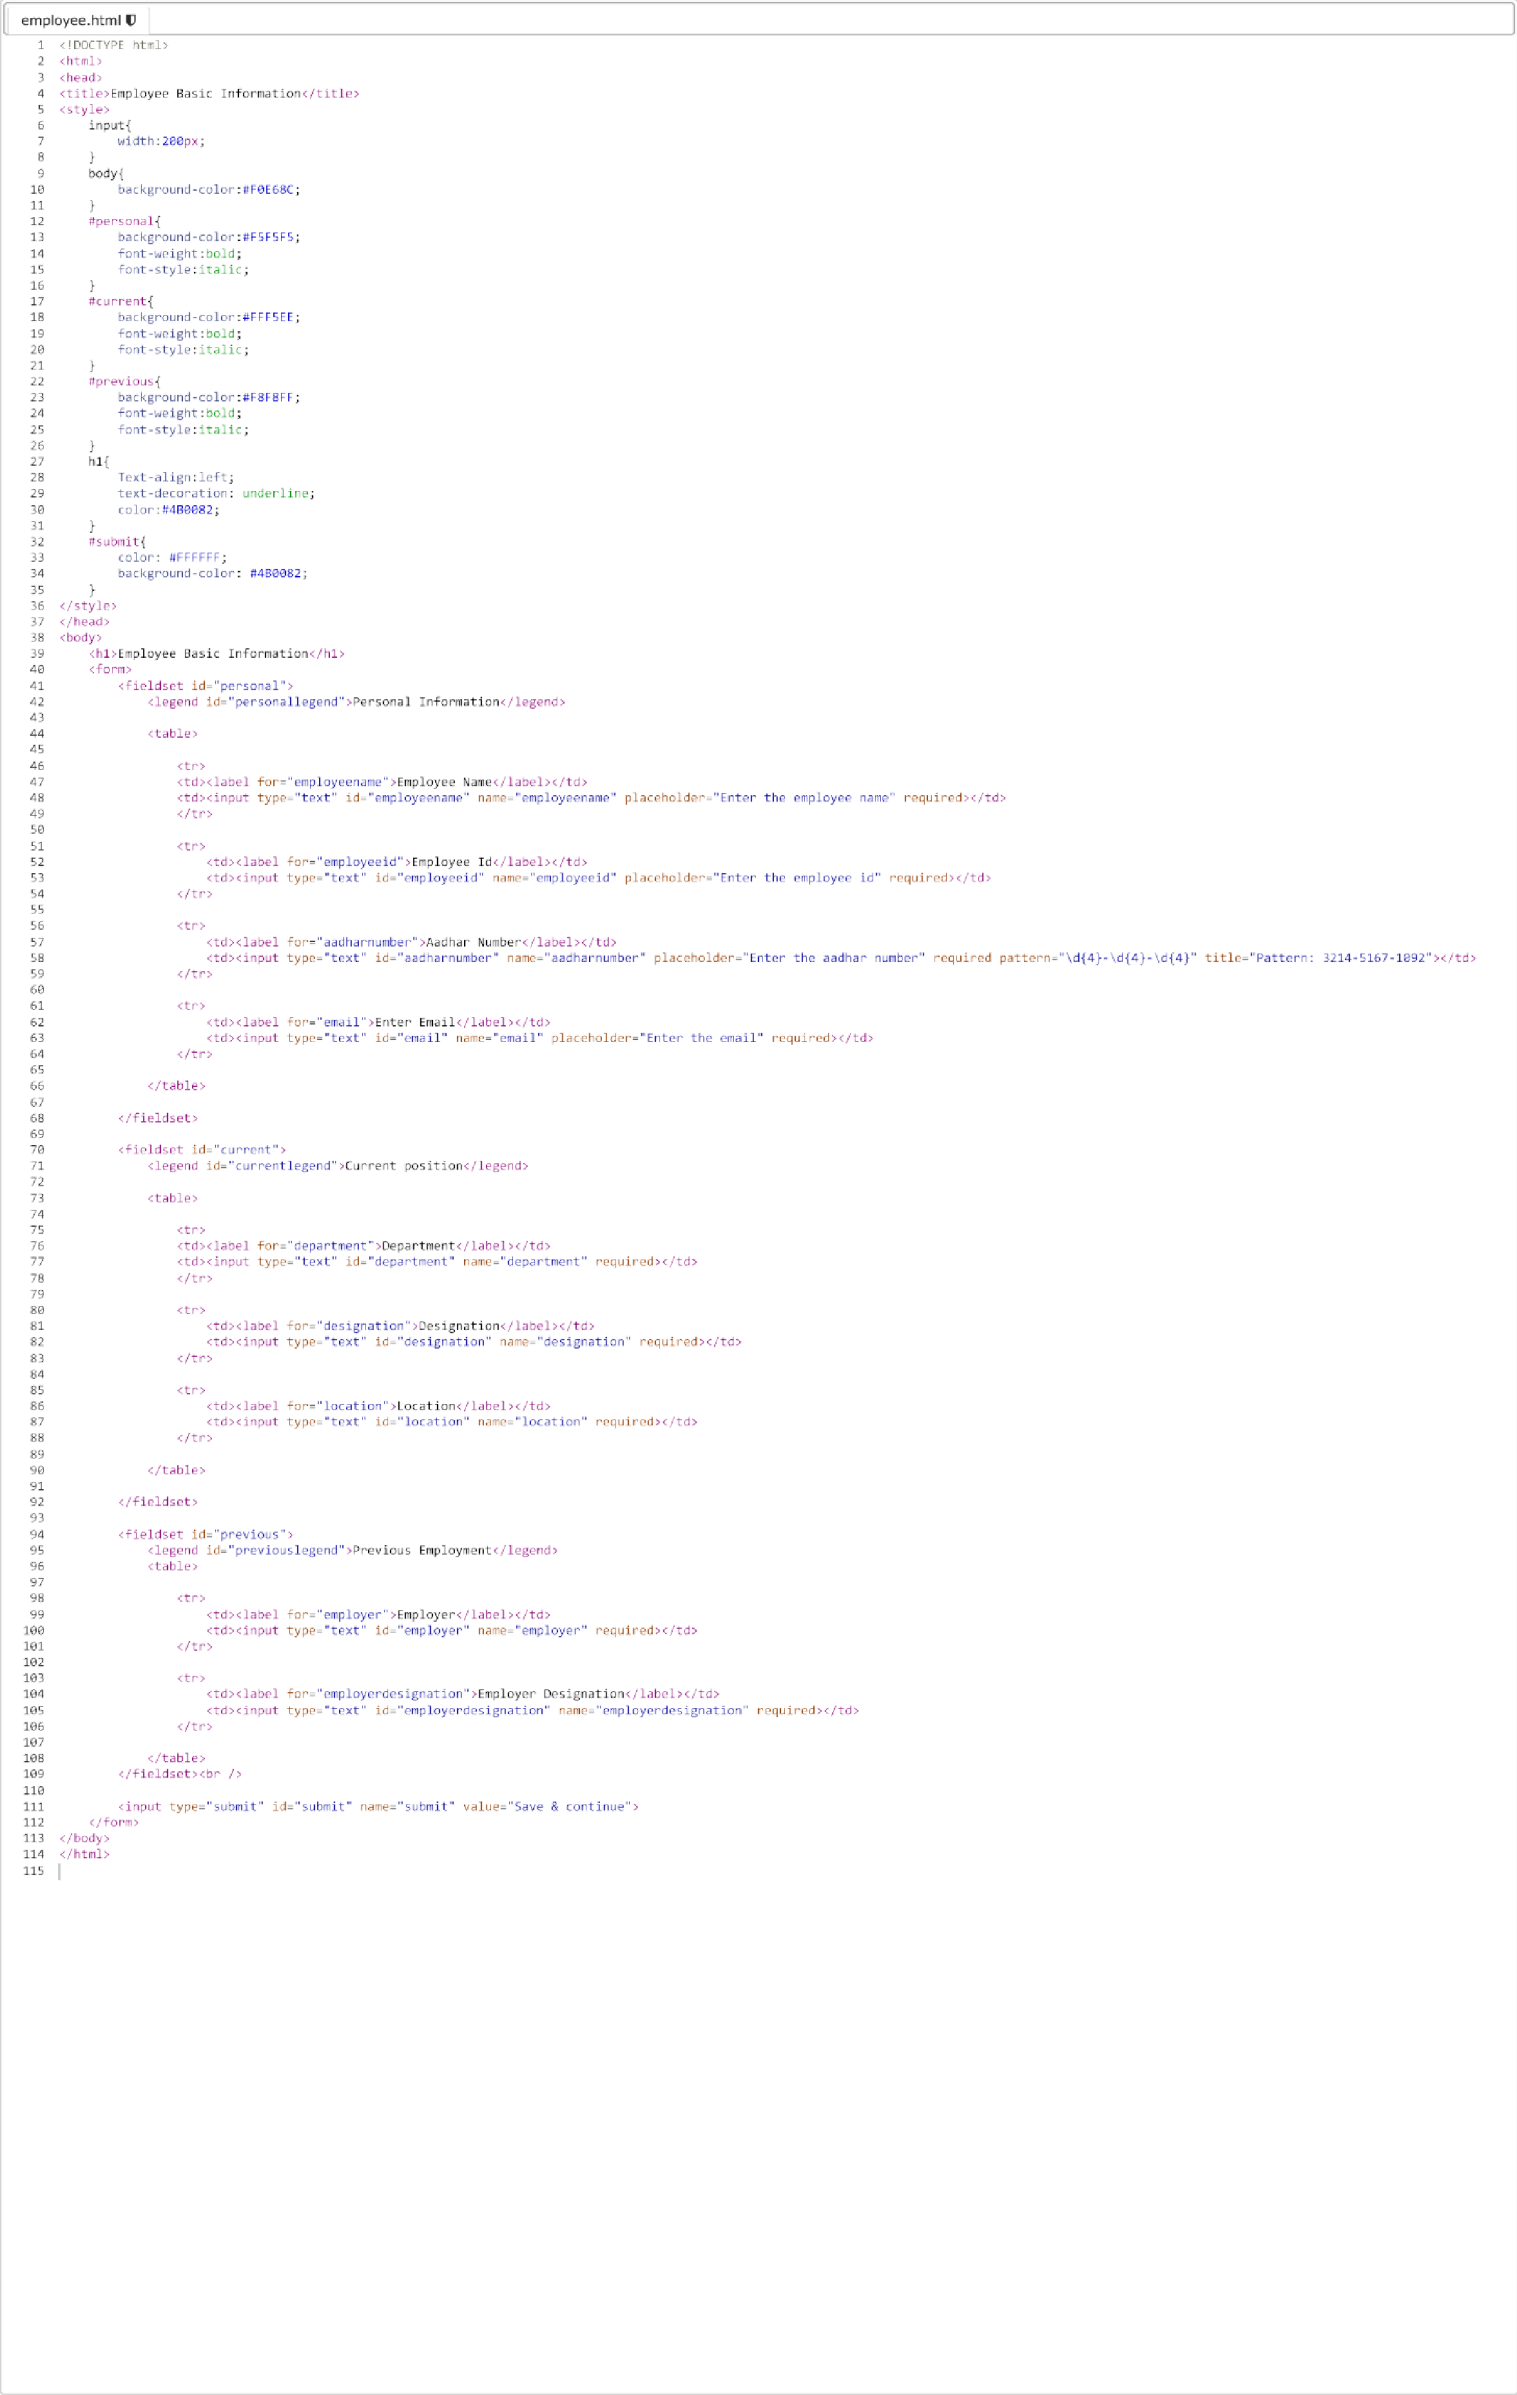 employee.html
1 <!DOCTYPE html>
2 <html>
3 <head>
4 <title>Employee Basic Information</title>
5 <style>
6     input{
7         width:200px;
8     }
9     body{
10         background-color:#F0E68C;
11     }
12     #personal{
13         background-color:#F5F5F5;
14         font-weight:bold;
15         font-style:italic;
16     }
17     #current{
18         background-color:#FFF5EE;
19         font-weight:bold;
20         font-style:italic;
21     }
22     #previous{
23         background-color:#F8F8FF;
24         font-weight:bold;
25         font-style:italic;
26     }
27     h1{
28         Text-align:left;
29         text-decoration: underline;
30         color:#4B0082;
31     }
32     #submit{
33         color: #FFFFFF;
34         background-color: #4B0082;
35     }
36 </style>
37 </head>
38 <body>
39     <h1>Employee Basic Information</h1>
40     <form>
41         <fieldset id="personal">
42             <legend id="personallegend">Personal Information</legend>
43
44             <table>
45
46                 <tr>
47                 <td><label for="employeename">Employee Name</label></td>
48                 <td><input type="text" id="employeename" name="employeename" placeholder="Enter the employee name" required></td>
49                 </tr>
50
51                 <tr>
52                     <td><label for="employeeid">Employee Id</label></td>
53                     <td><input type="text" id="employeeid" name="employeeid" placeholder="Enter the employee id" required></td>
54                 </tr>
55
56                 <tr>
57                     <td><label for="aadharnumber">Aadhar Number</label></td>
58                     <td><input type="text" id="aadharnumber" name="aadharnumber" placeholder="Enter the aadhar number" required pattern="\d{4}-\d{4}-\d{4}" title="Pattern: 3214-5167-1092"></td>
59                 </tr>
60
61                 <tr>
62                     <td><label for="email">Enter Email</label></td>
63                     <td><input type="text" id="email" name="email" placeholder="Enter the email" required></td>
64                 </tr>
65
66             </table>
67
68         </fieldset>
69
70         <fieldset id="current">
71             <legend id="currentlegend">Current position</legend>
72
73             <table>
74
75                 <tr>
76                 <td><label for="department">Department</label></td>
77                 <td><input type="text" id="department" name="department" required></td>
78                 </tr>
79
80                 <tr>
81                     <td><label for="designation">Designation</label></td>
82                     <td><input type="text" id="designation" name="designation" required></td>
83                 </tr>
84
85                 <tr>
86                     <td><label for="location">Location</label></td>
87                     <td><input type="text" id="location" name="location" required></td>
88                 </tr>
89
90             </table>
91
92         </fieldset>
93
94         <fieldset id="previous">
95             <legend id="previouslegend">Previous Employment</legend>
96             <table>
97
98                 <tr>
99                     <td><label for="employer">Employer</label></td>
100                     <td><input type="text" id="employer" name="employer" required></td>
101                 </tr>
102
103                 <tr>
104                     <td><label for="employerdesignation">Employer Designation</label></td>
105                     <td><input type="text" id="employerdesignation" name="employerdesignation" required></td>
106                 </tr>
107
108             </table>
109         </fieldset><br />
110
111         <input type="submit" id="submit" name="submit" value="Save & continue">
112     </form>
113 </body>
114 </html>
115